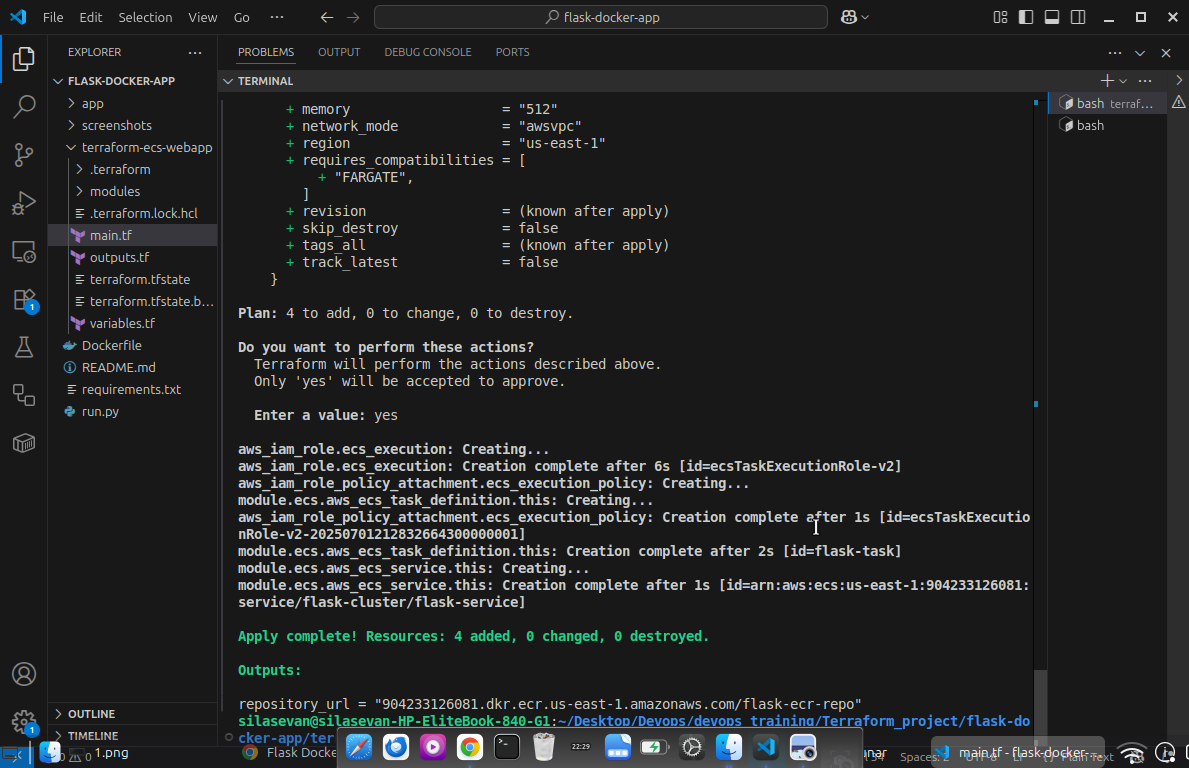 File Edit Selection View Go ··· flask-docker-app
EXPLORER ···
FLASK-DOCKER-APP
app
screenshots
terraform-ecs-webapp
.terraform
modules
.terraform.lock.hcl
main.tf
outputs.tf
terraform.tfstate
terraform.tfstate.b...
variables.tf
Dockerfile
README.md
requirements.txt
run.py
OUTLINE
TIMELINE
1
1
PROBLEMS OUTPUT DEBUG CONSOLE PORTS
TERMINAL
+ memory = "512"
+ network_mode = "awsvpc"
+ region = "us-east-1"
+ requires_compatibilities = [
+ "FARGATE",
]
+ revision = (known after apply)
+ skip_destroy = false
+ tags_all = (known after apply)
+ track_latest = false
}
Plan: 4 to add, 0 to change, 0 to destroy.
Do you want to perform these actions?
Terraform will perform the actions described above.
Only 'yes' will be accepted to approve.
Enter a value: yes
aws_iam_role.ecs_execution: Creating...
aws_iam_role.ecs_execution: Creation complete after 6s [id=ecsTaskExecutionRole-v2]
aws_iam_role_policy_attachment.ecs_execution_policy: Creating...
module.ecs.aws_ecs_task_definition.this: Creating...
aws_iam_role_policy_attachment.ecs_execution_policy: Creation complete after 1s [id=ecsTaskExecutio
nRole-v2-20250701212832664300000001]
module.ecs.aws_ecs_task_definition.this: Creation complete after 2s [id=flask-task]
module.ecs.aws_ecs_service.this: Creating...
module.ecs.aws_ecs_service.this: Creation complete after 1s [id=arn:aws:ecs:us-east-1:904233126081:
service/flask-cluster/flask-service]
Apply complete! Resources: 4 added, 0 changed, 0 destroyed.
Outputs:
repository_url = "904233126081.dkr.ecr.us-east-1.amazonaws.com/flask-ecr-repo"
silasevan@silasevan-HP-EliteBook-840-G1:~/Desktop/Devops/devops_training/Terraform_project/flask-do
cker-app/ter
bash terraf...
bash
0 0 1.png
Flask Docke
22:29
Spaces: 2
main.tf - flask-docker-...